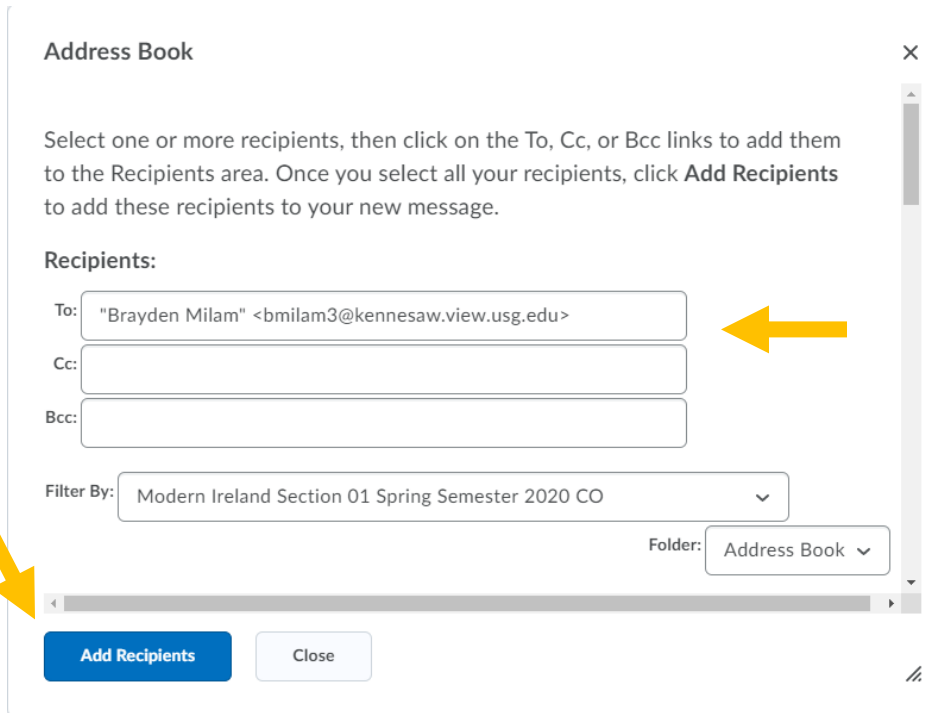 Address Book
Select one or more recipients, then click on the To, Cc, or Bcc links to add them
to the Recipients area. Once you select all your recipients, click Add Recipients
to add these recipients to your new message.
Recipients:
To: "Brayden Milam" <bmilam3@kennesaw.view.usg.edu>
Cc:
Bcc:
Filter By: Modern Ireland Section 01 Spring Semester 2020 CO
Folder: Address Book
Add Recipients Close